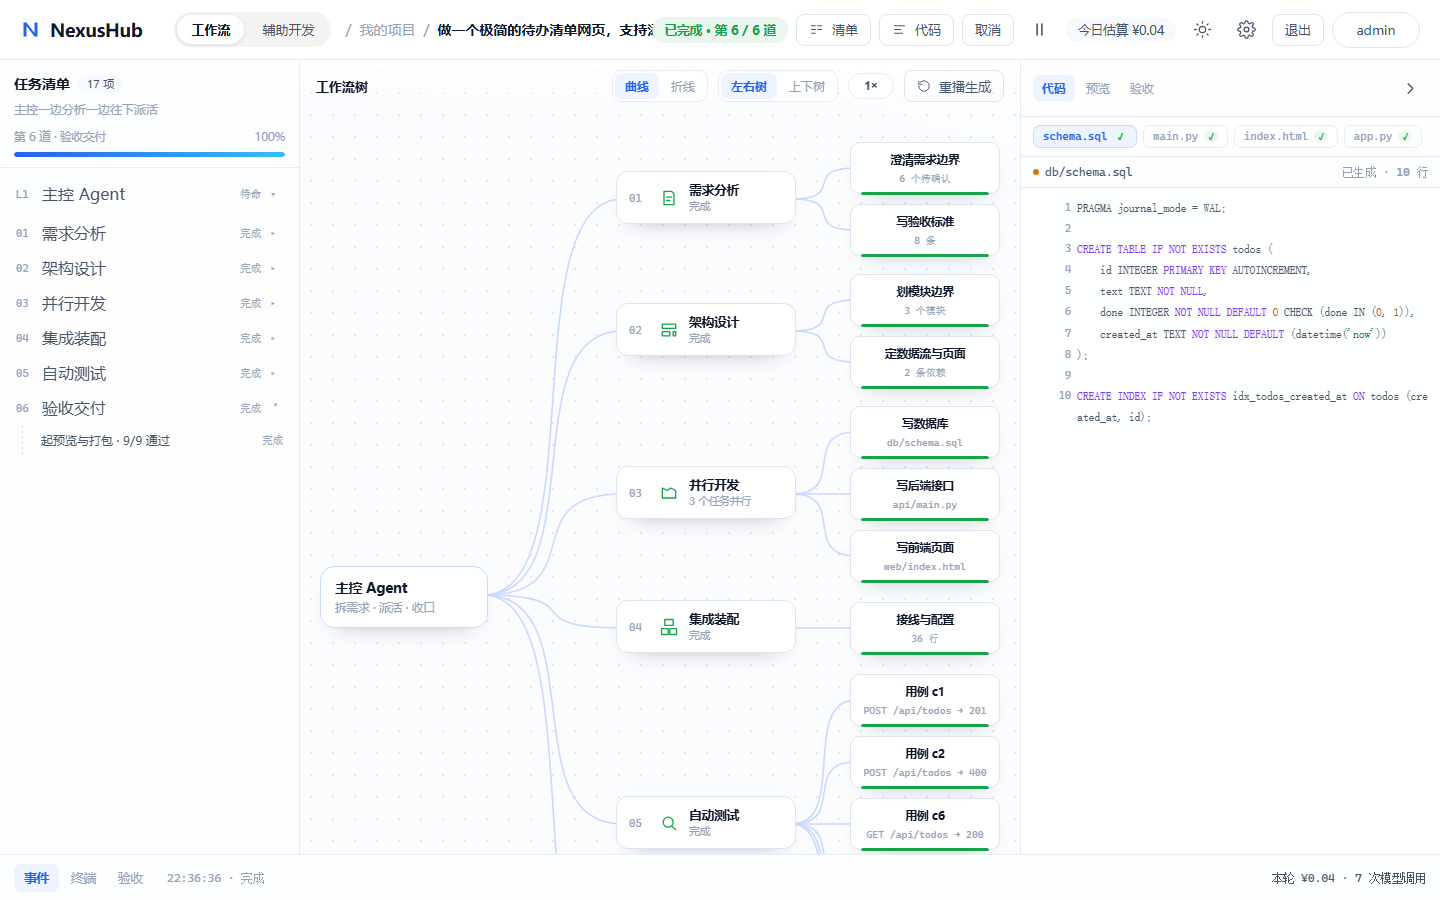 NexusHub
工作流
辅助开发
/ 我的项目 / 做一个极简的待办清单网页，支持
已完成 • 第 6 / 6 道
清单
代码
取消
今日估算 ¥0.04
退出
admin
任务清单 17 项
主控一边分析一边往下派活
第 6 道 · 验收交付 100%
L1 主控 Agent 待命
01 需求分析 完成
02 架构设计 完成
03 并行开发 完成
04 集成装配 完成
05 自动测试 完成
06 验收交付 完成
起预览与打包 · 9/9 通过 完成
工作流树
曲线 折线
左右树 上下树
1×
重播生成
主控 Agent
拆需求 · 派活 · 收口
01 需求分析
完成
澄清需求边界
6 个待确认
写验收标准
8 条
02 架构设计
完成
划模块边界
3 个模块
定数据流与页面
2 条依赖
03 并行开发
3 个任务并行
写数据库
db/schema.sql
写后端接口
api/main.py
写前端页面
web/index.html
04 集成装配
完成
接线与配置
36 行
05 自动测试
完成
用例 c1
POST /api/todos → 201
用例 c2
POST /api/todos → 400
用例 c6
GET /api/todos → 200
代码 预览 验收
schema.sql ✓ main.py ✓ index.html ✓ app.py ✓
db/schema.sql 已生成 · 10 行
1 PRAGMA journal_mode = WAL;
2
3 CREATE TABLE IF NOT EXISTS todos (
4 id INTEGER PRIMARY KEY AUTOINCREMENT,
5 text TEXT NOT NULL,
6 done INTEGER NOT NULL DEFAULT 0 CHECK (done IN (0, 1)),
7 created_at TEXT NOT NULL DEFAULT (datetime('now'))
8 );
9
10 CREATE INDEX IF NOT EXISTS idx_todos_created_at ON todos (cre
ated_at, id);
事件 终端 验收 22:36:36 · 完成
本轮 ¥0.04 · 7 次模型调用